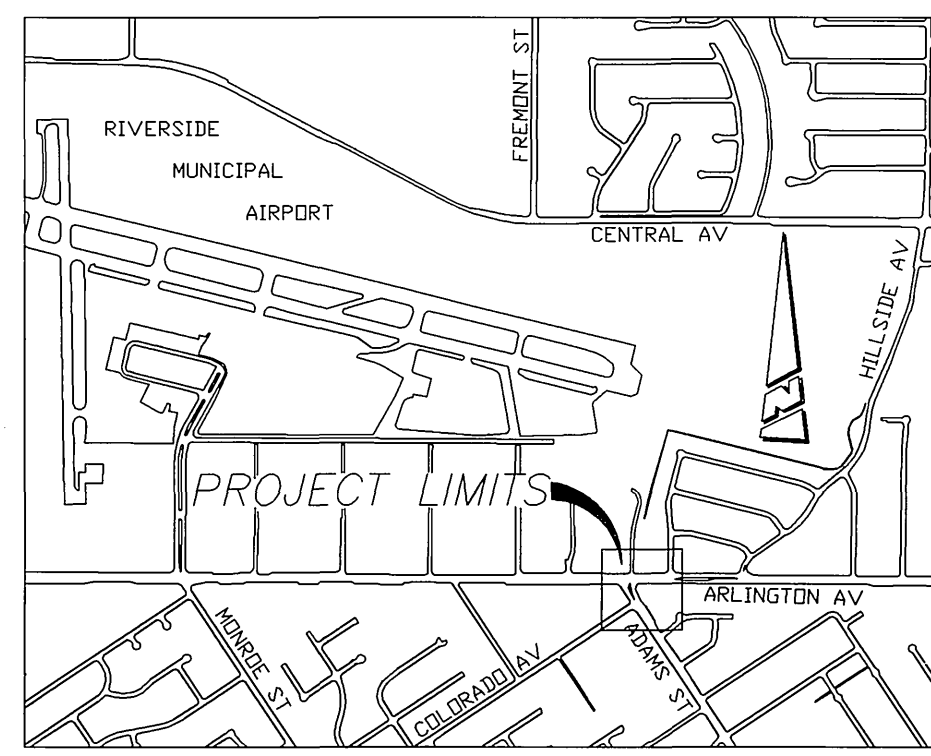 FREMONT ST
RIVERSIDE
MUNICIPAL
AIRPORT
CENTRAL AV
HILLSIDE AV
N
PROJECT LIMITS
ARLINGTON AV
MONROE ST
COLORADO AV
ADAMS ST